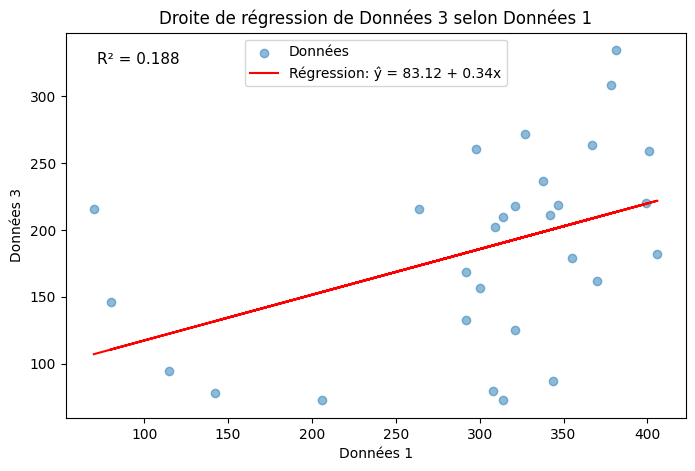 Droite de régression de Données 3 selon Données 1
R² = 0.188
Données
Régression: ŷ = 83.12 + 0.34x
Données 3
300
250
200
150
100
100
150
200
250
300
350
400
Données 1